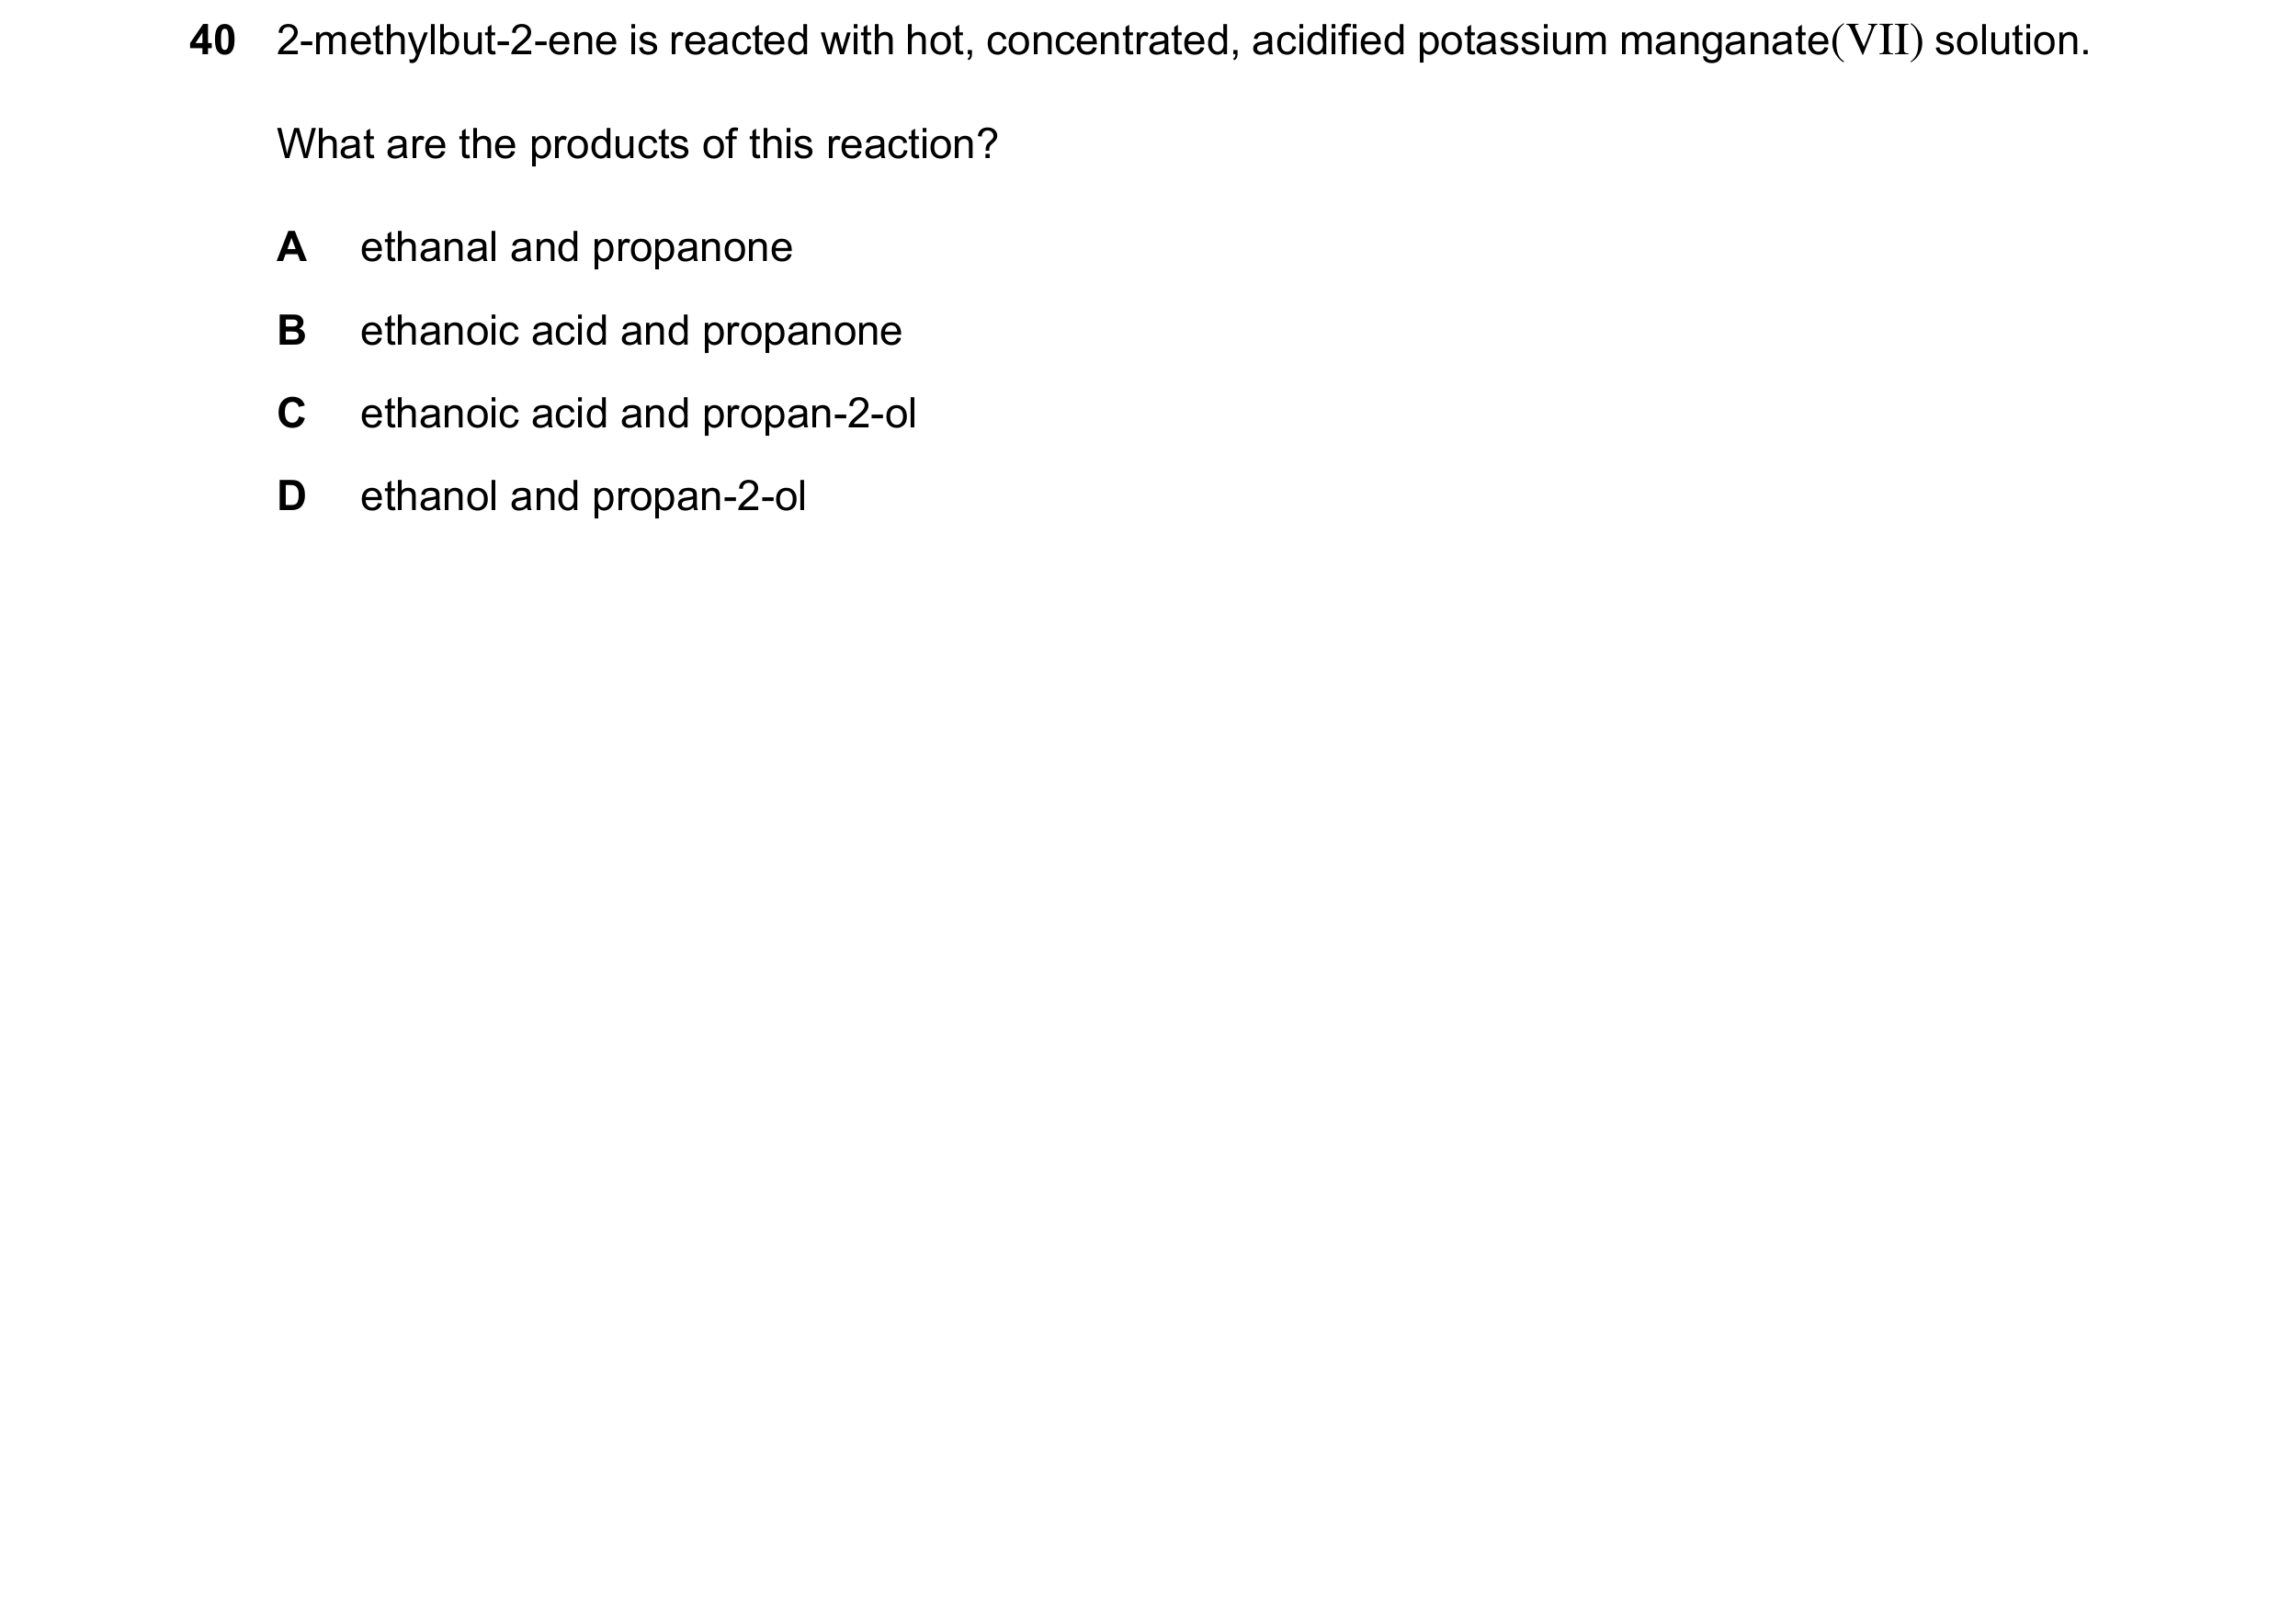 40 2-methylbut-2-ene is reacted with hot, concentrated, acidified potassium manganate(VII) solution.
What are the products of this reaction?
A ethanal and propanone
B ethanoic acid and propanone
C ethanoic acid and propan-2-ol
D ethanol and propan-2-ol